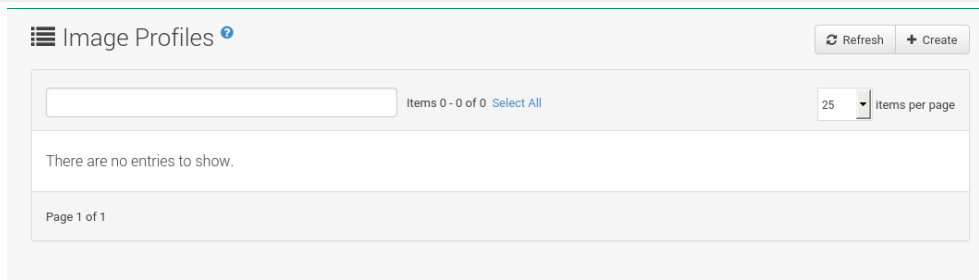 Image Profiles ?
Refresh
Create
Items 0 - 0 of 0 Select All
25 items per page
There are no entries to show.
Page 1 of 1